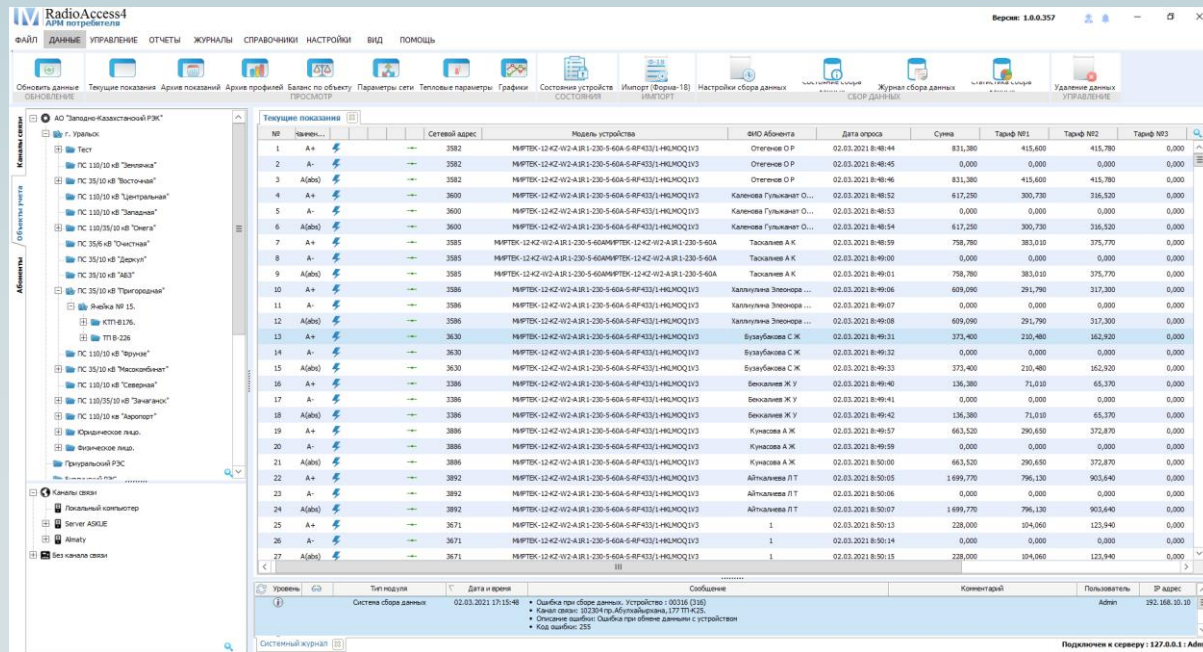 RadioAccess4
АРМ потребителя
Версия: 1.0.0.357
ФАЙЛ ДАННЫЕ УПРАВЛЕНИЕ ОТЧЕТЫ ЖУРНАЛЫ СПРАВОЧНИКИ НАСТРОЙКИ ВИД ПОМОЩЬ
Ф-18
Обновить данные Текущие показания Архив показаний Архив профилей Баланс по объекту Параметры сети Тепловые параметры Графики Состояния устройств Импорт (Форма-18) Настройки сбора данных Журнал сбора данных Удаление данных
ОБНОВЛЕНИЕ ПРОСМОТР СОСТОЯНИЯ ИМПОРТ СБОР ДАННЫХ УПРАВЛЕНИЕ
Каналы связи
Объекты учета
Абоненты
АО "Западно-Казахстанский РЭК"
г. Уральск
Тест
ПС 110/10 кВ "Землячка"
ПС 35/10 кВ "Восточная"
ПС 110/10 кВ "Центральная"
ПС 110/10 кВ "Западная"
ПС 110/35/10 кВ "Омега"
ПС 35/6 кВ "Очистная"
ПС 35/10 кВ "Деркул"
ПС 35/10 кВ "АВЗ"
ПС 35/10 кВ "Пригородная"
Ячейка № 15.
КТП-В176.
ТП В-226
ПС 110/10 кВ "Фрунзе"
ПС 35/10 кВ "Мясокомбинат"
ПС 110/10 кВ "Северная"
ПС 110/35/10 кВ "Зачаганск"
ПС 110/10 кв "Аэропорт"
Юридическое лицо.
Физическое лицо.
Приуральский РЭС
Каналы связи
Локальный компьютер
Server ASKUE
Almaty
Без канала связи
Текущие показания
№ Наимен... Сетевой адрес Модель устройства ФИО Абонента Дата опроса Сумма Тариф №1 Тариф №2 Тариф №3
1 A+ 3582 МИРТЕК-12-KZ-W2-A1R1-230-5-60A-S-RF433/1-HKLMOQ1V3 Отегенов О Р 02.03.2021 8:48:44 831,380 415,600 415,780 0,000
2 A- 3582 МИРТЕК-12-KZ-W2-A1R1-230-5-60A-S-RF433/1-HKLMOQ1V3 Отегенов О Р 02.03.2021 8:48:45 0,000 0,000 0,000 0,000
3 A(abs) 3582 МИРТЕК-12-KZ-W2-A1R1-230-5-60A-S-RF433/1-HKLMOQ1V3 Отегенов О Р 02.03.2021 8:48:46 831,380 415,600 415,780 0,000
4 A+ 3600 МИРТЕК-12-KZ-W2-A1R1-230-5-60A-S-RF433/1-HKLMOQ1V3 Каленова Гулыканат О... 02.03.2021 8:48:52 617,250 300,730 316,520 0,000
5 A- 3600 МИРТЕК-12-KZ-W2-A1R1-230-5-60A-S-RF433/1-HKLMOQ1V3 Каленова Гулыканат О... 02.03.2021 8:48:53 0,000 0,000 0,000 0,000
6 A(abs) 3600 МИРТЕК-12-KZ-W2-A1R1-230-5-60A-S-RF433/1-HKLMOQ1V3 Каленова Гулыканат О... 02.03.2021 8:48:54 617,250 300,730 316,520 0,000
7 A+ 3585 МИРТЕК-12-KZ-W2-A1R1-230-5-60AМИРТЕК-12-KZ-W2-A1R1-230-5-60A Таскалиев А К 02.03.2021 8:48:59 758,780 383,010 375,770 0,000
8 A- 3585 МИРТЕК-12-KZ-W2-A1R1-230-5-60AМИРТЕК-12-KZ-W2-A1R1-230-5-60A Таскалиев А К 02.03.2021 8:49:00 0,000 0,000 0,000 0,000
9 A(abs) 3585 МИРТЕК-12-KZ-W2-A1R1-230-5-60AМИРТЕК-12-KZ-W2-A1R1-230-5-60A Таскалиев А К 02.03.2021 8:49:01 758,780 383,010 375,770 0,000
10 A+ 3586 МИРТЕК-12-KZ-W2-A1R1-230-5-60A-S-RF433/1-HKLMOQ1V3 Халлиулина Элеонора ... 02.03.2021 8:49:06 609,090 291,790 317,300 0,000
11 A- 3586 МИРТЕК-12-KZ-W2-A1R1-230-5-60A-S-RF433/1-HKLMOQ1V3 Халлиулина Элеонора ... 02.03.2021 8:49:07 0,000 0,000 0,000 0,000
12 A(abs) 3586 МИРТЕК-12-KZ-W2-A1R1-230-5-60A-S-RF433/1-HKLMOQ1V3 Халлиулина Элеонора ... 02.03.2021 8:49:08 609,090 291,790 317,300 0,000
13 A+ 3630 МИРТЕК-12-KZ-W2-A1R1-230-5-60A-S-RF433/1-HKLMOQ1V3 Бузаубакова С Ж 02.03.2021 8:49:31 373,400 210,480 162,920 0,000
14 A- 3630 МИРТЕК-12-KZ-W2-A1R1-230-5-60A-S-RF433/1-HKLMOQ1V3 Бузаубакова С Ж 02.03.2021 8:49:32 0,000 0,000 0,000 0,000
15 A(abs) 3630 МИРТЕК-12-KZ-W2-A1R1-230-5-60A-S-RF433/1-HKLMOQ1V3 Бузаубакова С Ж 02.03.2021 8:49:33 373,400 210,480 162,920 0,000
16 A+ 3386 МИРТЕК-12-KZ-W2-A1R1-230-5-60A-S-RF433/1-HKLMOQ1V3 Беккалиев Ж У 02.03.2021 8:49:40 136,380 71,010 65,370 0,000
17 A- 3386 МИРТЕК-12-KZ-W2-A1R1-230-5-60A-S-RF433/1-HKLMOQ1V3 Беккалиев Ж У 02.03.2021 8:49:41 0,000 0,000 0,000 0,000
18 A(abs) 3386 МИРТЕК-12-KZ-W2-A1R1-230-5-60A-S-RF433/1-HKLMOQ1V3 Беккалиев Ж У 02.03.2021 8:49:42 136,380 71,010 65,370 0,000
19 A+ 3886 МИРТЕК-12-KZ-W2-A1R1-230-5-60A-S-RF433/1-HKLMOQ1V3 Кунасова А Ж 02.03.2021 8:49:57 663,520 290,650 372,870 0,000
20 A- 3886 МИРТЕК-12-KZ-W2-A1R1-230-5-60A-S-RF433/1-HKLMOQ1V3 Кунасова А Ж 02.03.2021 8:49:59 0,000 0,000 0,000 0,000
21 A(abs) 3886 МИРТЕК-12-KZ-W2-A1R1-230-5-60A-S-RF433/1-HKLMOQ1V3 Кунасова А Ж 02.03.2021 8:50:00 663,520 290,650 372,870 0,000
22 A+ 3892 МИРТЕК-12-KZ-W2-A1R1-230-5-60A-S-RF433/1-HKLMOQ1V3 Айткалиева Л Т 02.03.2021 8:50:05 1 699,770 796,130 903,640 0,000
23 A- 3892 МИРТЕК-12-KZ-W2-A1R1-230-5-60A-S-RF433/1-HKLMOQ1V3 Айткалиева Л Т 02.03.2021 8:50:06 0,000 0,000 0,000 0,000
24 A(abs) 3892 МИРТЕК-12-KZ-W2-A1R1-230-5-60A-S-RF433/1-HKLMOQ1V3 Айткалиева Л Т 02.03.2021 8:50:07 1 699,770 796,130 903,640 0,000
25 A+ 3671 МИРТЕК-12-KZ-W2-A1R1-230-5-60A-S-RF433/1-HKLMOQ1V3 1 02.03.2021 8:50:13 228,000 104,060 123,940 0,000
26 A- 3671 МИРТЕК-12-KZ-W2-A1R1-230-5-60A-S-RF433/1-HKLMOQ1V3 1 02.03.2021 8:50:14 0,000 0,000 0,000 0,000
27 A(abs) 3671 МИРТЕК-12-KZ-W2-A1R1-230-5-60A-S-RF433/1-HKLMOQ1V3 1 02.03.2021 8:50:15 228,000 104,060 123,940 0,000
Уровень Тип модуля Дата и время Сообщение Комментарий Пользователь IP адрес
Система сбора данных 02.03.2021 17:15:48 • Ошибка при сборе данных. Устройство : 00316 (316) Admin 192.168.10.10
• Канал связи: 102304 пр.Абулхайырхана,177 ТП-К25.
• Описание ошибки: Ошибка при обмене данными с устройством
• Код ошибки: 255
Системный журнал
Подключен к серверу : 127.0.0.1 : Adm